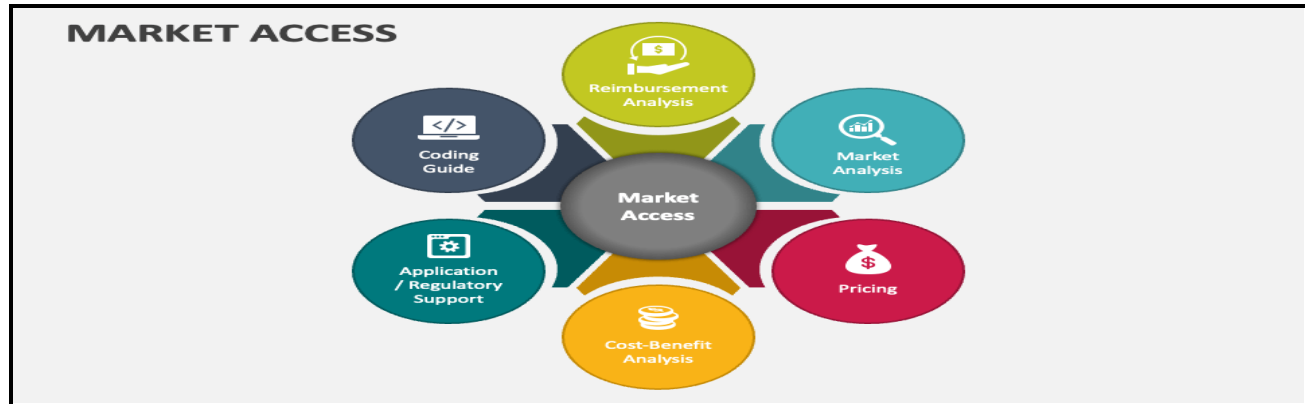 MARKET ACCESS
$
Reimbursement
Analysis
</>
Coding
Guide
Market
Analysis
Market
Access
Application
/ Regulatory
Support
$
Pricing
Cost-Benefit
Analysis